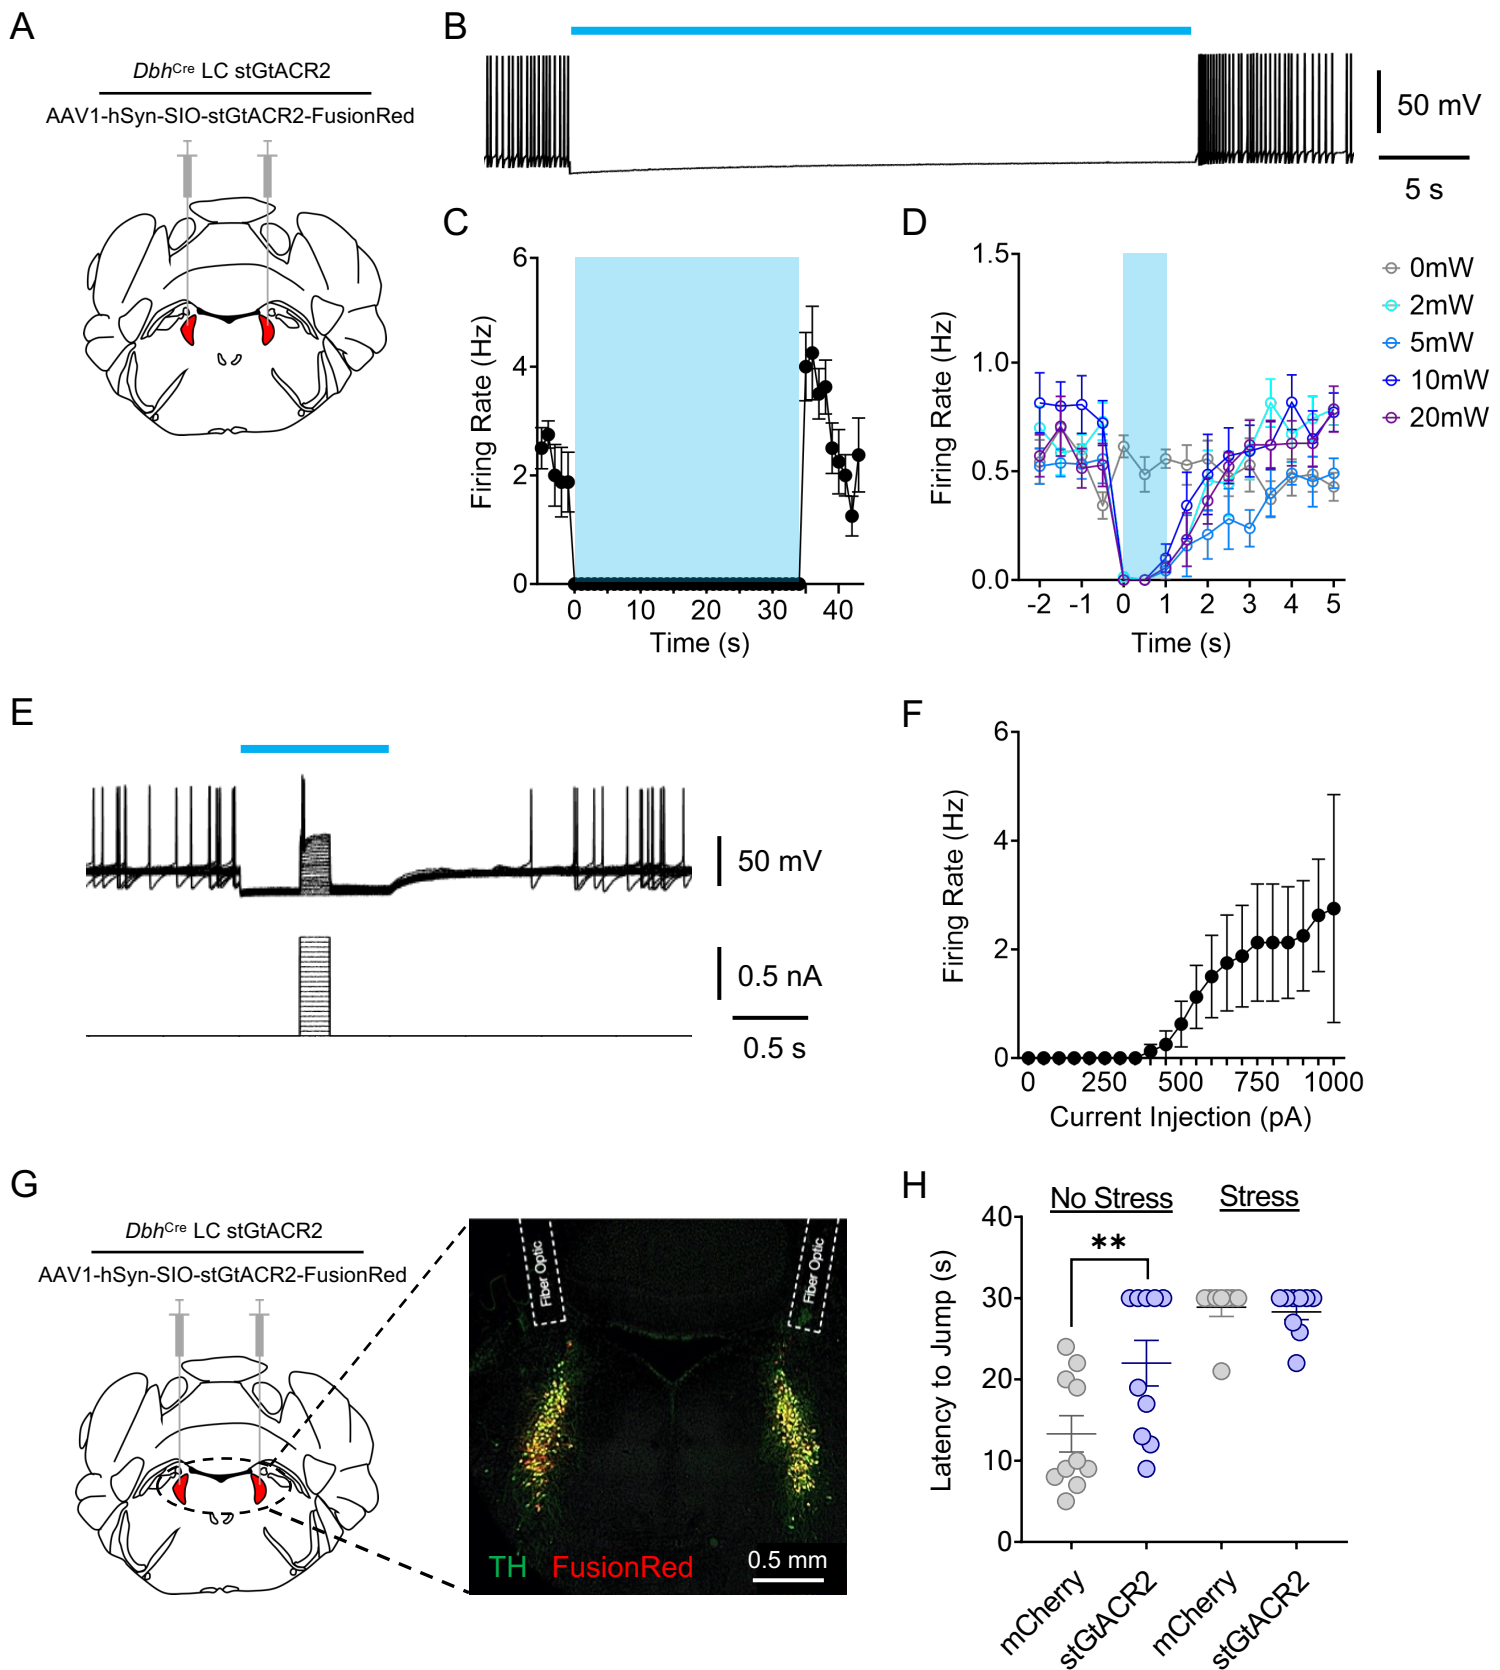 A
Dbh^Cre LC stGtACR2
AAV1-hSyn-SIO-stGtACR2-FusionRed
B
50 mV
5 s
C
6
4
2
0
Firing Rate (Hz)
0 10 20 30 40
Time (s)
D
1.5
1.0
0.5
0.0
Firing Rate (Hz)
-2 -1 0 1 2 3 4 5
Time (s)
0mW
2mW
5mW
10mW
20mW
E
50 mV
0.5 nA
0.5 s
F
6
4
2
0
Firing Rate (Hz)
0 250 500 750 1000
Current Injection (pA)
G
Dbh^Cre LC stGtACR2
AAV1-hSyn-SIO-stGtACR2-FusionRed
Fiber Optic
Fiber Optic
TH FusionRed
0.5 mm
H
No Stress Stress
**
40
30
20
10
0
Latency to Jump (s)
mCherry
stGtACR2
mCherry
stGtACR2